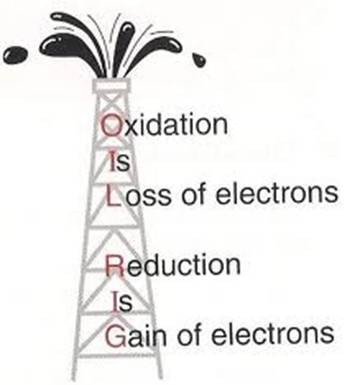 Oxidation
Is
Loss of electrons
Reduction
Is
Gain of electrons